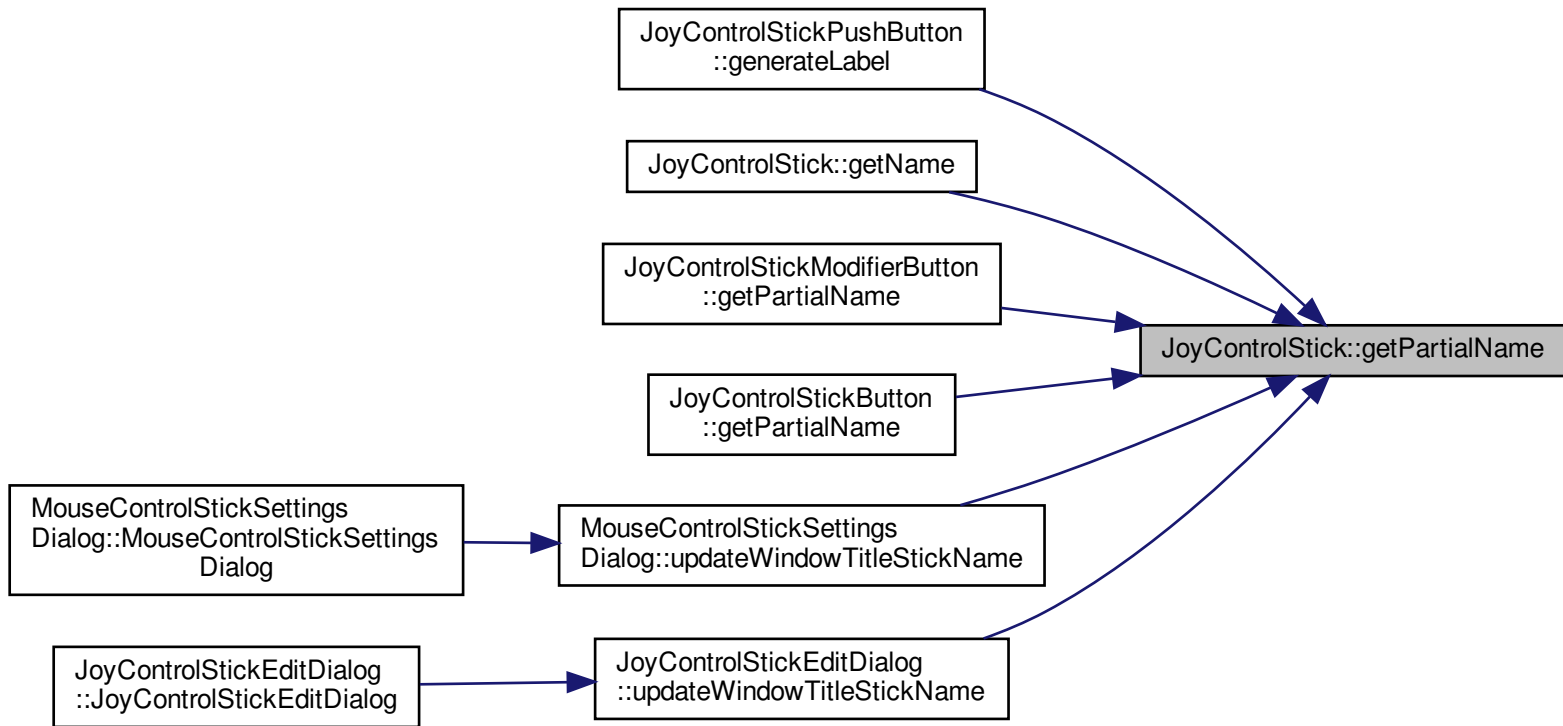 JoyControlStickPushButton
::generateLabel
JoyControlStick::getName
JoyControlStickModifierButton
::getPartialName
JoyControlStick::getPartialName
JoyControlStickButton
::getPartialName
MouseControlStickSettings
Dialog::MouseControlStickSettings
Dialog
MouseControlStickSettings
Dialog::updateWindowTitleStickName
JoyControlStickEditDialog
::JoyControlStickEditDialog
JoyControlStickEditDialog
::updateWindowTitleStickName